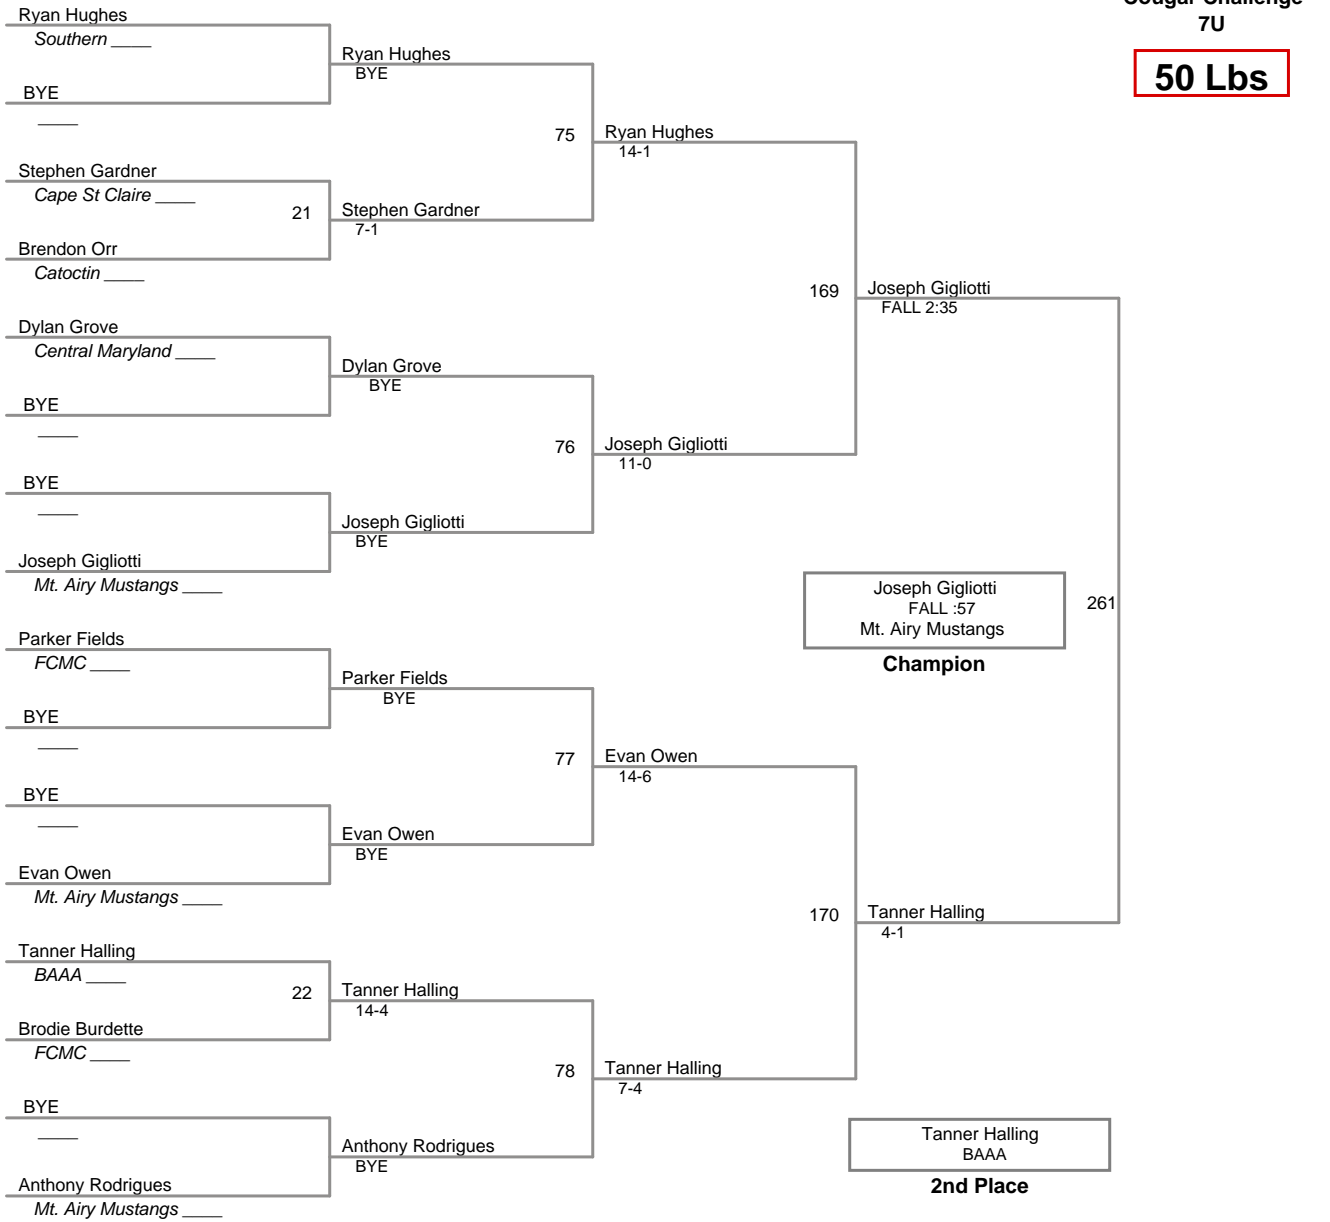 Cougar Challenge
7U
50 Lbs
Ryan Hughes
Southern ____
BYE
____
Stephen Gardner
Cape St Claire ____
Brendon Orr
Catoctin ____
Dylan Grove
Central Maryland ____
BYE
____
BYE
____
Joseph Gigliotti
Mt. Airy Mustangs ____
Parker Fields
FCMC ____
BYE
____
BYE
____
Evan Owen
Mt. Airy Mustangs ____
Tanner Halling
BAAA ____
Brodie Burdette
FCMC ____
BYE
____
Anthony Rodrigues
Mt. Airy Mustangs ____
21
22
Ryan Hughes
BYE
Stephen Gardner
7-1
Dylan Grove
BYE
Joseph Gigliotti
BYE
Parker Fields
BYE
Evan Owen
BYE
Tanner Halling
14-4
Anthony Rodrigues
BYE
75
76
77
78
Ryan Hughes
14-1
Joseph Gigliotti
11-0
Evan Owen
14-6
Tanner Halling
7-4
169
170
Joseph Gigliotti
FALL 2:35
Tanner Halling
4-1
261
Joseph Gigliotti
FALL :57
Mt. Airy Mustangs
Champion
Tanner Halling
BAAA
2nd Place